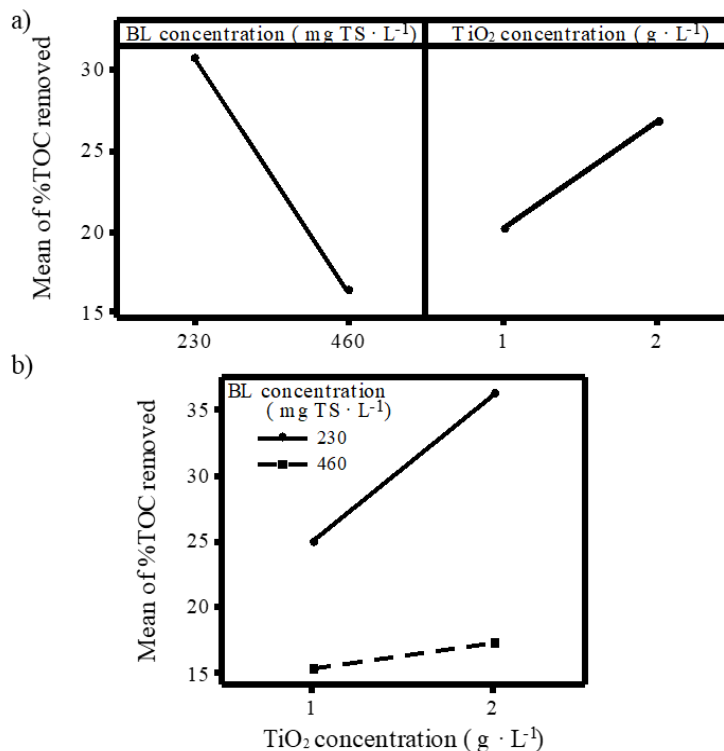 a)
BL concentration ( mg TS · L-1)
TiO2 concentration ( g · L-1)
Mean of %TOC removed
30
25
20
15
230
460
1
2
b)
BL concentration
( mg TS · L-1)
230
460
Mean of %TOC removed
35
30
25
20
15
1
2
TiO2 concentration ( g · L-1)